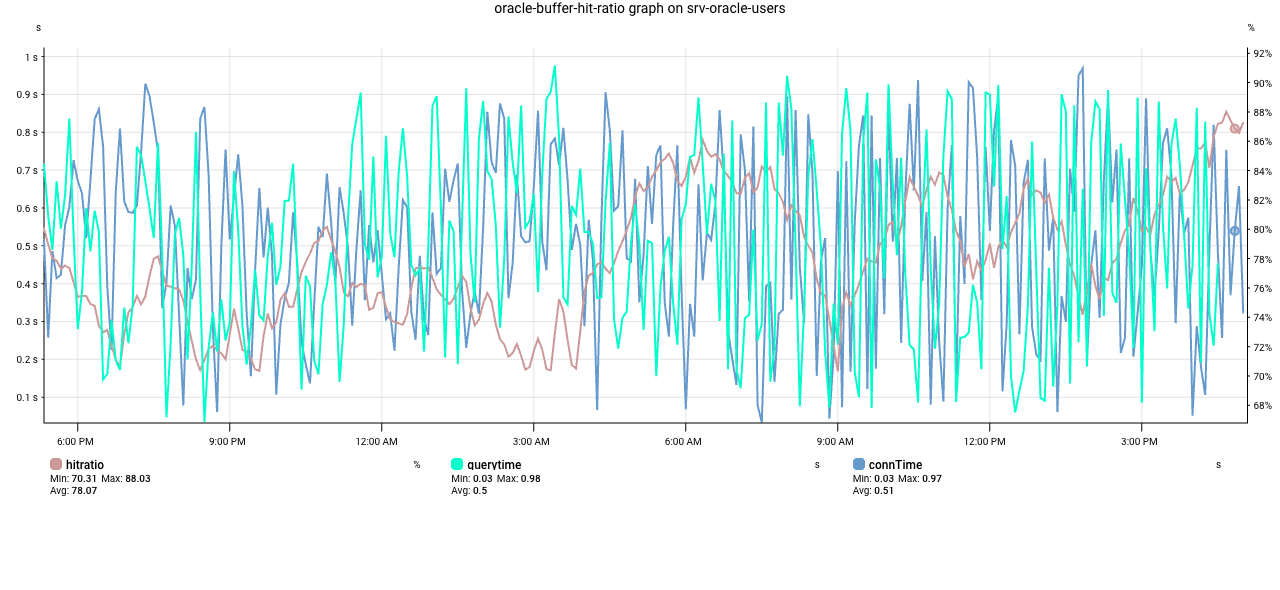 oracle-buffer-hit-ratio graph on srv-oracle-users
s %
1 s
0.9 s
0.8 s
0.7 s
0.6 s
0.5 s
0.4 s
0.3 s
0.2 s
0.1 s
92%
90%
88%
86%
84%
82%
80%
78%
76%
74%
72%
70%
68%
6:00 PM 9:00 PM 12:00 AM 3:00 AM 6:00 AM 9:00 AM 12:00 PM 3:00 PM
hitratio % querytime s connTime s
Min: 70.31 Max: 88.03 Min: 0.03 Max: 0.98 Min: 0.03 Max: 0.97
Avg: 78.07 Avg: 0.5 Avg: 0.51